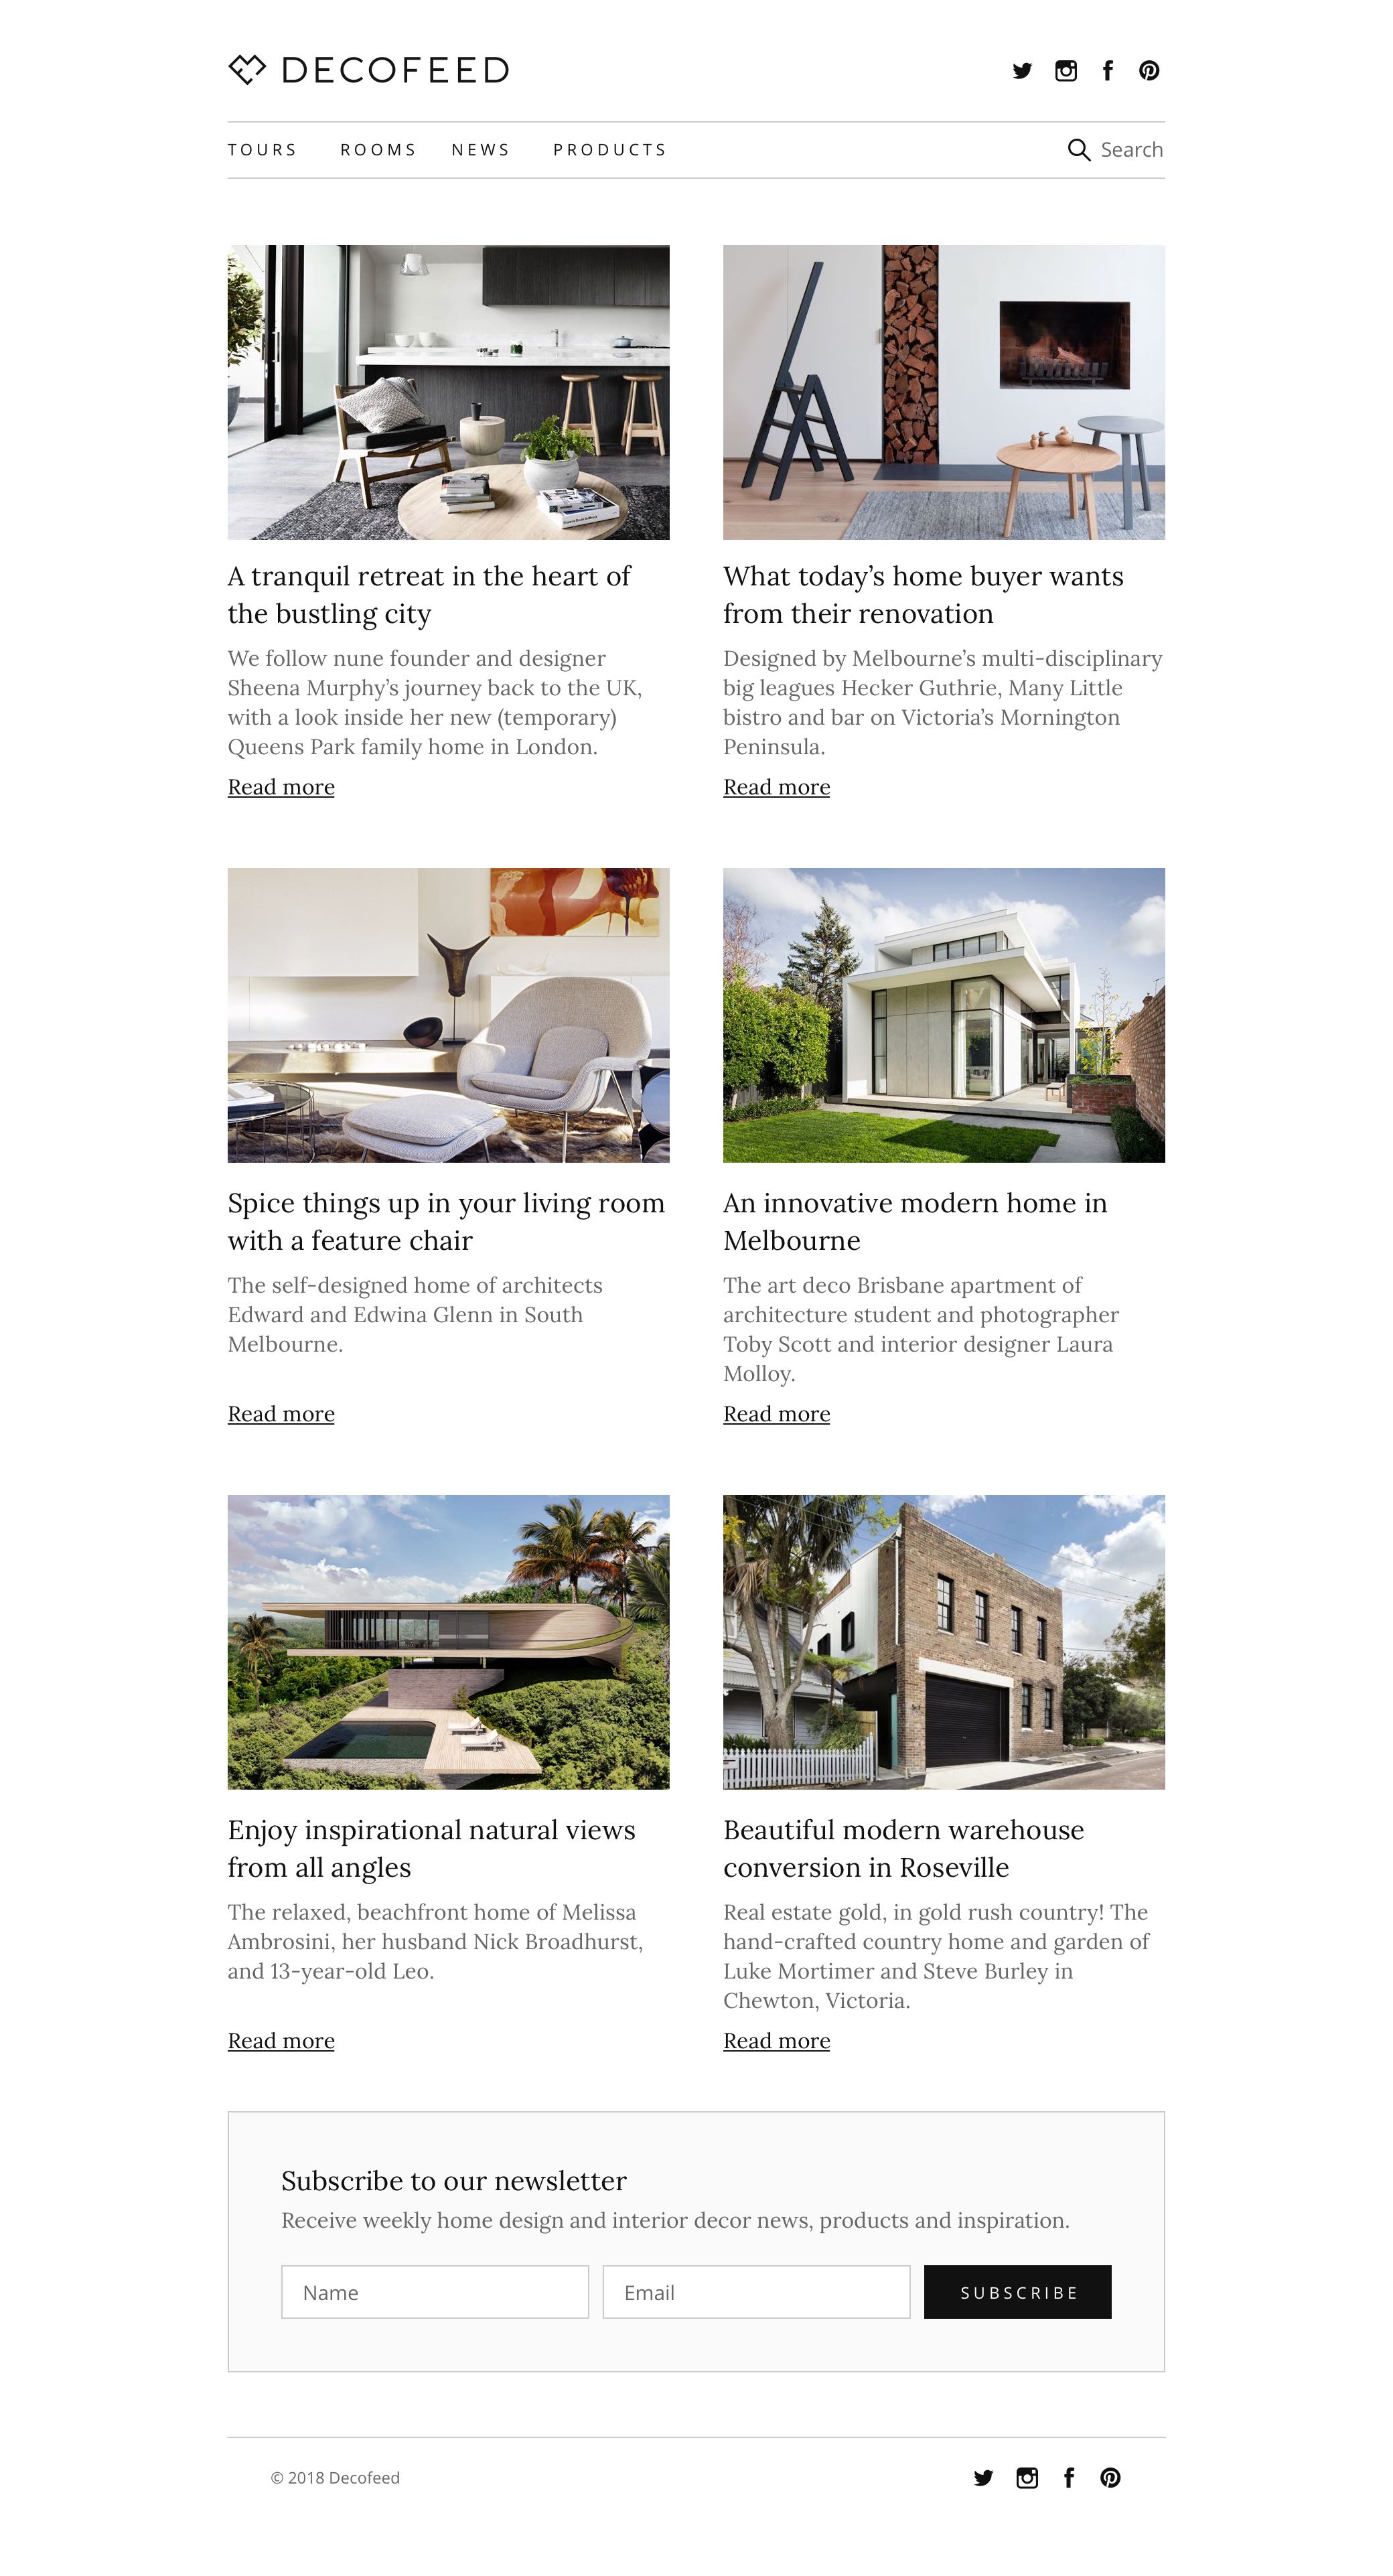 DECOFEED
TOURS ROOMS NEWS PRODUCTS Search
A tranquil retreat in the heart of
the bustling city
We follow nune founder and designer
Sheena Murphy’s journey back to the UK,
with a look inside her new (temporary)
Queens Park family home in London.
Read more
What today’s home buyer wants
from their renovation
Designed by Melbourne’s multi-disciplinary
big leagues Hecker Guthrie, Many Little
bistro and bar on Victoria’s Mornington
Peninsula.
Read more
Spice things up in your living room
with a feature chair
The self-designed home of architects
Edward and Edwina Glenn in South
Melbourne.
Read more
An innovative modern home in
Melbourne
The art deco Brisbane apartment of
architecture student and photographer
Toby Scott and interior designer Laura
Molloy.
Read more
Enjoy inspirational natural views
from all angles
The relaxed, beachfront home of Melissa
Ambrosini, her husband Nick Broadhurst,
and 13-year-old Leo.
Read more
Beautiful modern warehouse
conversion in Roseville
Real estate gold, in gold rush country! The
hand-crafted country home and garden of
Luke Mortimer and Steve Burley in
Chewton, Victoria.
Read more
Subscribe to our newsletter
Receive weekly home design and interior decor news, products and inspiration.
Name Email SUBSCRIBE
© 2018 Decofeed